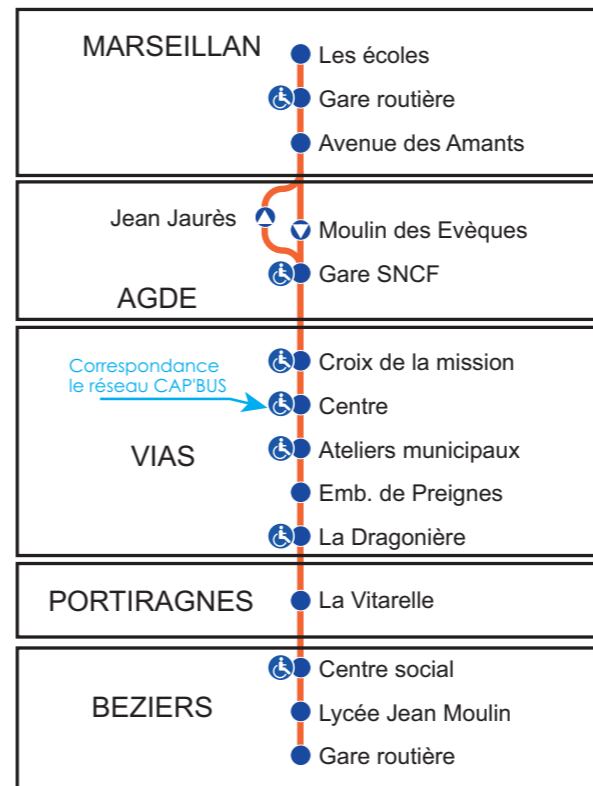 MARSEILLAN
Les écoles
Gare routière
Avenue des Amants
Jean Jaurès
Moulin des Evèques
Gare SNCF
AGDE
Croix de la mission
Correspondance
le réseau CAP'BUS
Centre
Ateliers municipaux
VIAS
Emb. de Preignes
La Dragonière
PORTIRAGNES
La Vitarelle
Centre social
BEZIERS
Lycée Jean Moulin
Gare routière